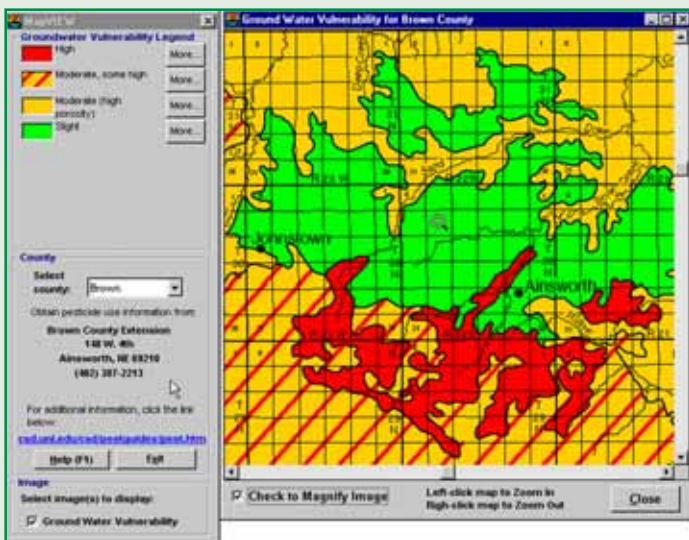 MapVIEW
Groundwater Vulnerability Legend
High
More...
Moderate, some high
More...
Moderate (high
porosity)
More...
Slight
More...
County
Select
county:
Brown
Obtain pesticide use information from:
Brown County Extension
148 W. 4th
Ainsworth, NE 69210
(402) 387-2213
For additional information, click the link
below:
Help (F1)
Exit
Image
Select image(s) to display:
Ground Water Vulnerability
Ground Water Vulnerability for Brown County
R 23 W
Johnstown
Ainsworth
Check to Magnify Image
Left-click map to Zoom In
Righ-click map to Zoom Out
Close